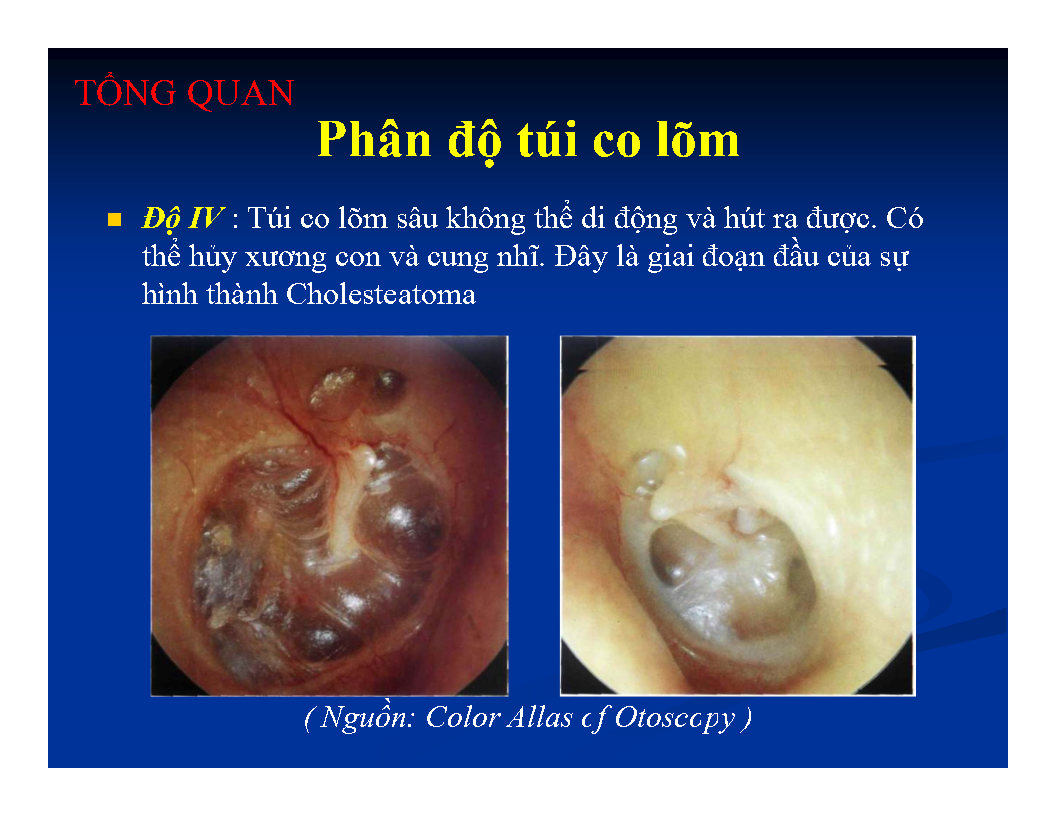 TỔNG QUAN
Phân độ túi co lõm
Độ IV : Túi co lõm sâu không thể di động và hút ra được. Có
thể hủy xương con và cung nhĩ. Đây là giai đoạn đầu của sự
hình thành Cholesteatoma
( Nguồn: Color Allas of Otoscopy )